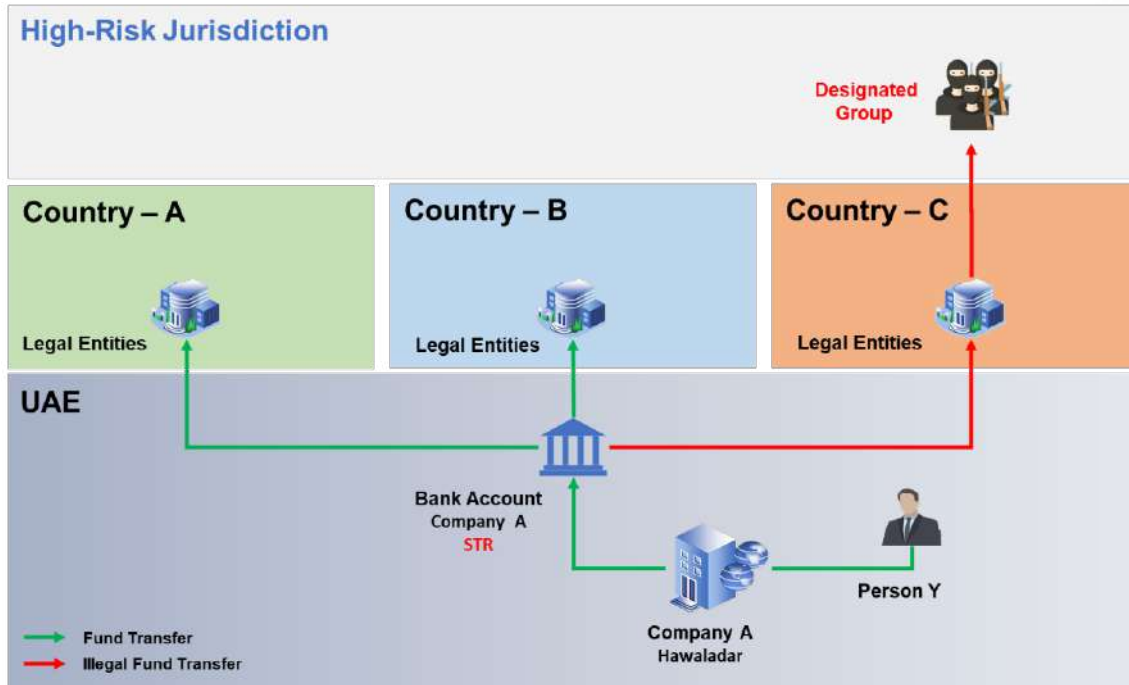 High-Risk Jurisdiction
Designated
Group
Country – A
Legal Entities
Country – B
Legal Entities
Country – C
Legal Entities
UAE
Bank Account
Company A
STR
Person Y
Company A
Hawaladar
Fund Transfer
Illegal Fund Transfer